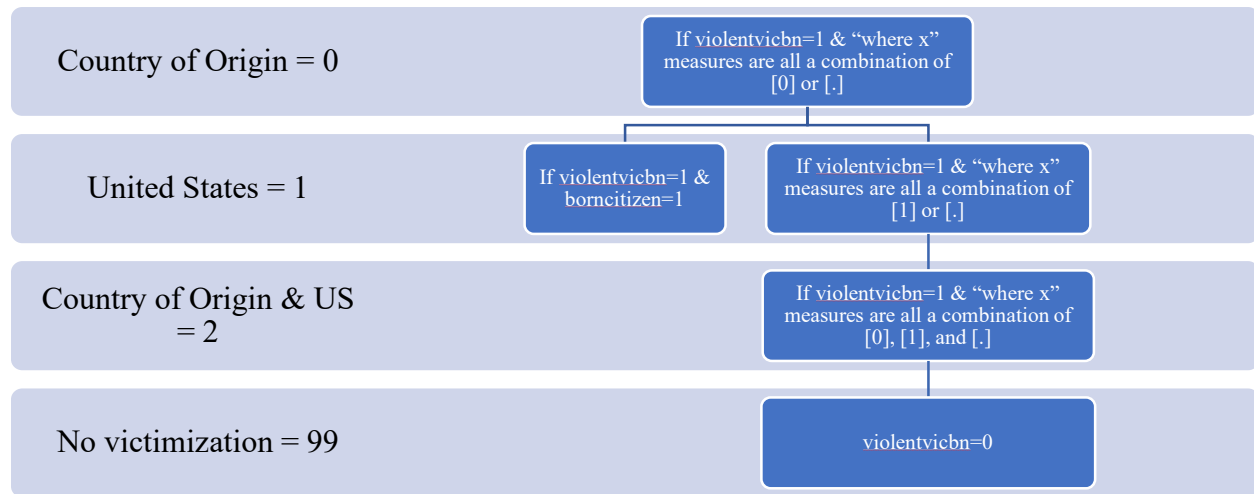 Country of Origin = 0
If violentvicbn=1 & “where x”
measures are all a combination of
[0] or [.]
United States = 1
If violentvicbn=1 &
borncitizen=1
If violentvicbn=1 & “where x”
measures are all a combination of
[1] or [.]
Country of Origin & US
= 2
If violentvicbn=1 & “where x”
measures are all a combination of
[0], [1], and [.]
No victimization = 99
violentvicbn=0